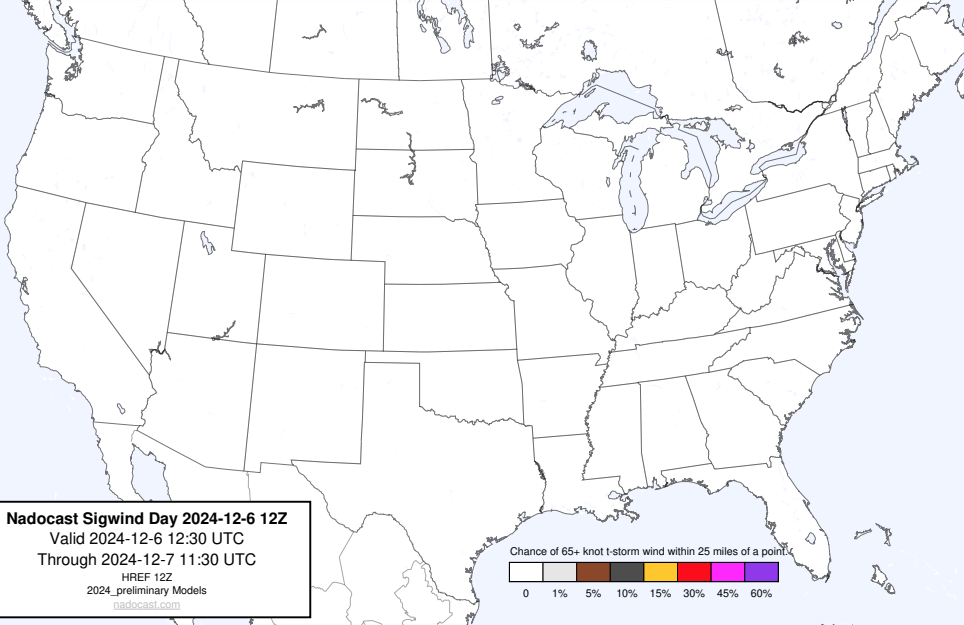 Nadocast Sigwind Day 2024-12-6 12Z
Valid 2024-12-6 12:30 UTC
Through 2024-12-7 11:30 UTC
HREF 12Z
2024_preliminary Models
nadocast.com
Chance of 65+ knot t-storm wind within 25 miles of a point.
0 1% 5% 10% 15% 30% 45% 60%